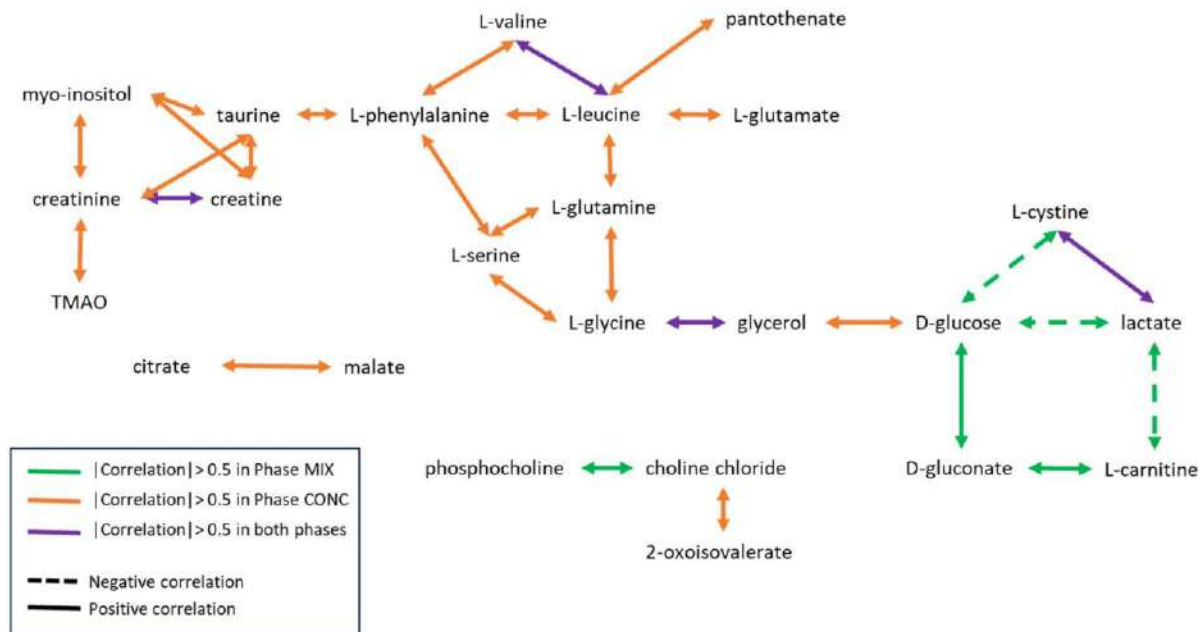 L-valine
pantothenate
myo-inositol
taurine
L-phenylalanine
L-leucine
L-glutamate
creatinine
creatine
L-glutamine
L-cystine
L-serine
TMAO
L-glycine
glycerol
D-glucose
lactate
citrate
malate
phosphocholine
choline chloride
D-gluconate
L-carnitine
2-oxoisovalerate
|Correlation| > 0.5 in Phase MIX
|Correlation| > 0.5 in Phase CONC
|Correlation| > 0.5 in both phases
Negative correlation
Positive correlation